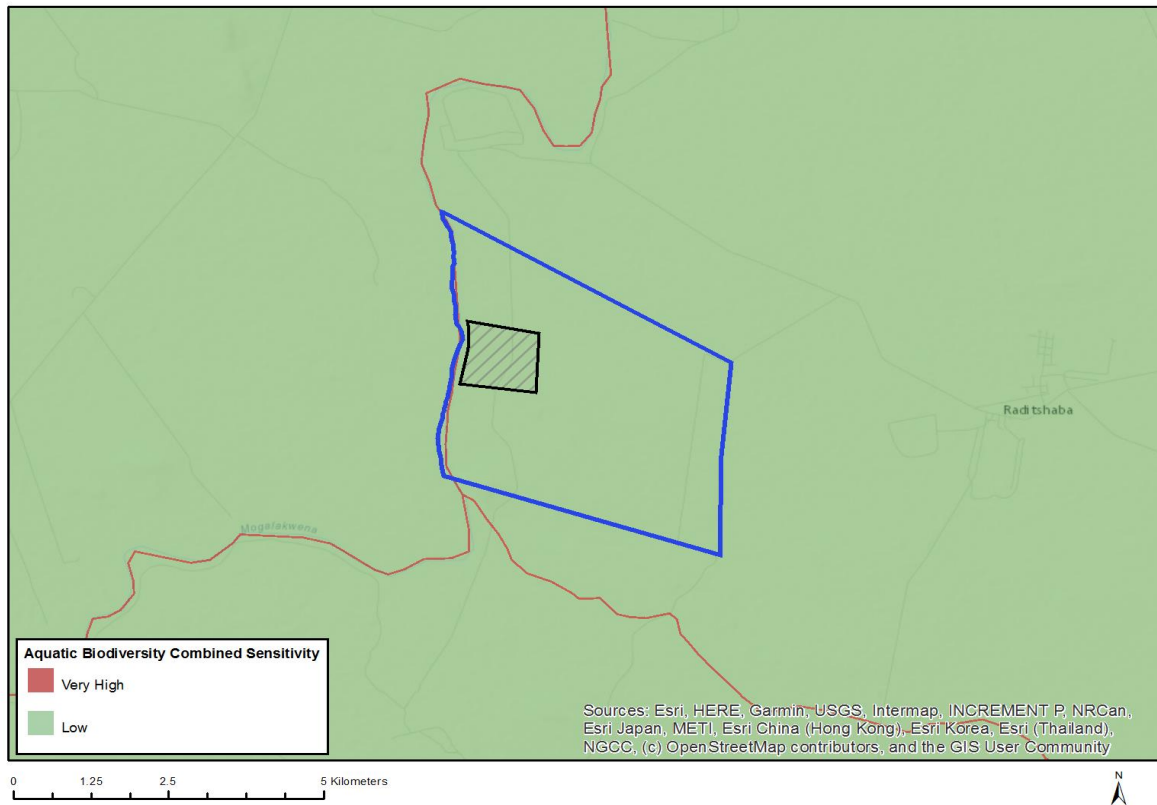 Raditshaba
Mogalakwena
Aquatic Biodiversity Combined Sensitivity
Very High
Low
Sources: Esri, HERE, Garmin, USGS, Intermap, INCREMENT P, NRCan,
Esri Japan, METI, Esri China (Hong Kong), Esri Korea, Esri (Thailand),
NGCC, (c) OpenStreetMap contributors, and the GIS User Community
0 1.25 2.5 5 Kilometers
N